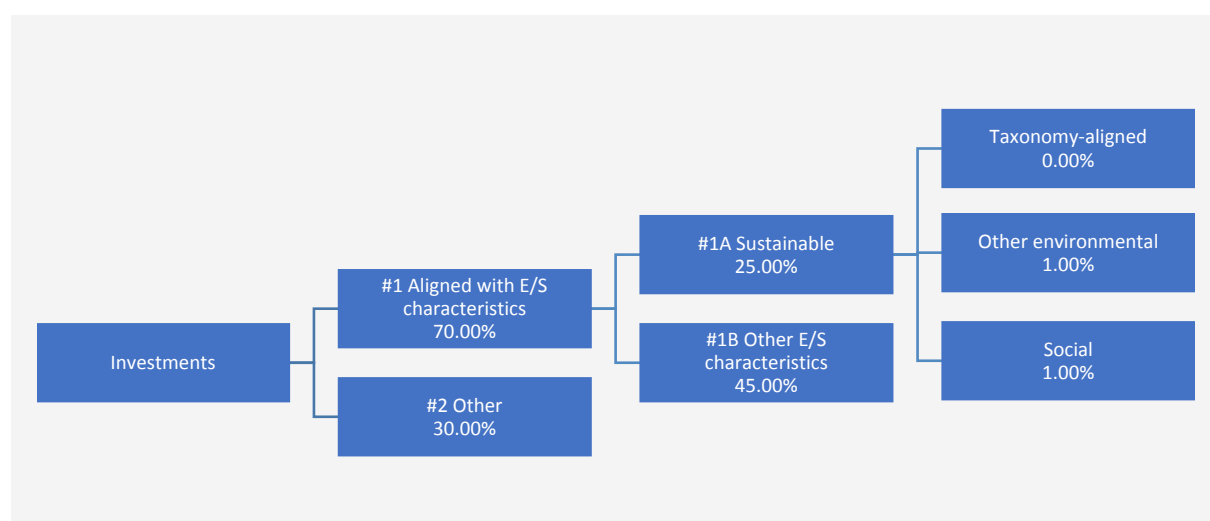 Investments
#1 Aligned with E/S
characteristics
70.00%
#2 Other
30.00%
#1A Sustainable
25.00%
#1B Other E/S
characteristics
45.00%
Taxonomy-aligned
0.00%
Other environmental
1.00%
Social
1.00%